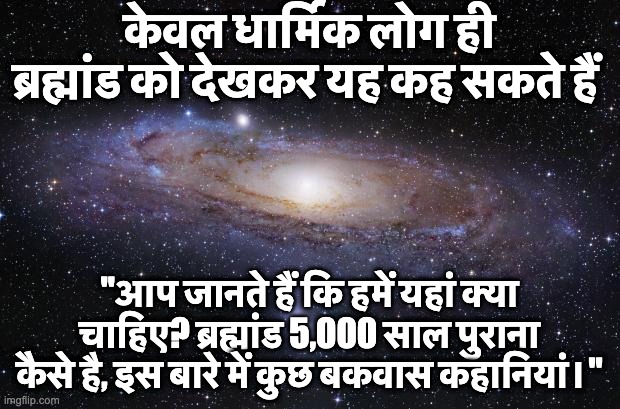 केवल धार्मिक लोग ही
ब्रह्मांड को देखकर यह कह सकते हैं
"आप जानते हैं कि हमें यहां क्या
चाहिए? ब्रह्मांड 5,000 साल पुराना
कैसे है, इस बारे में कुछ बकवास कहानियां।"
imgflip.com